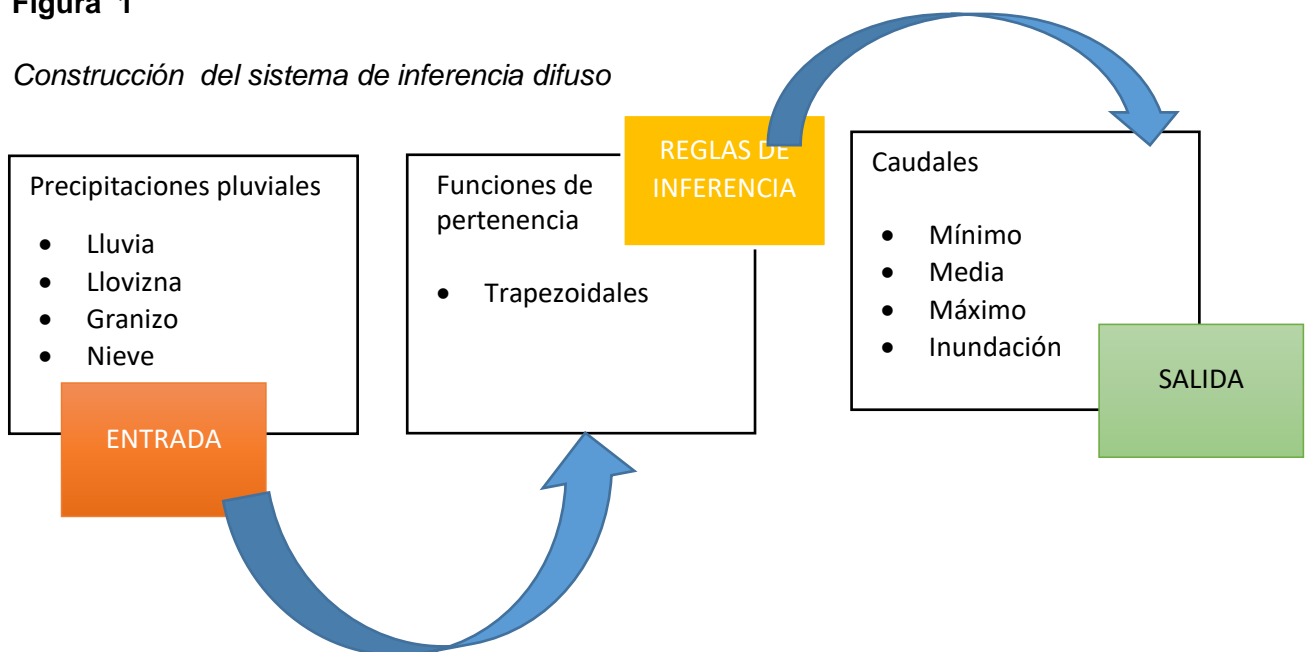 Figura 1
Construcción del sistema de inferencia difuso
Precipitaciones pluviales
• Lluvia
• Llovizna
• Granizo
• Nieve
ENTRADA
Funciones de
pertenencia
• Trapezoidales
REGLAS DE
INFERENCIA
Caudales
• Mínimo
• Media
• Máximo
• Inundación
SALIDA